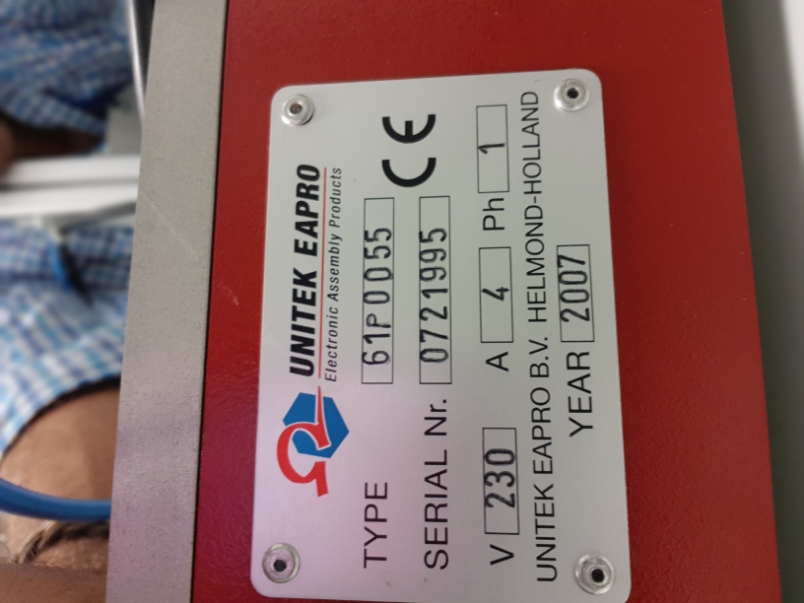 UNITEK EAPRO
Electronic Assembly Products
TYPE 61P0055 CE
SERIAL Nr. 0721995
V 230 A 4 Ph 1
UNITEK EAPRO B.V. HELMOND-HOLLAND
YEAR 2007